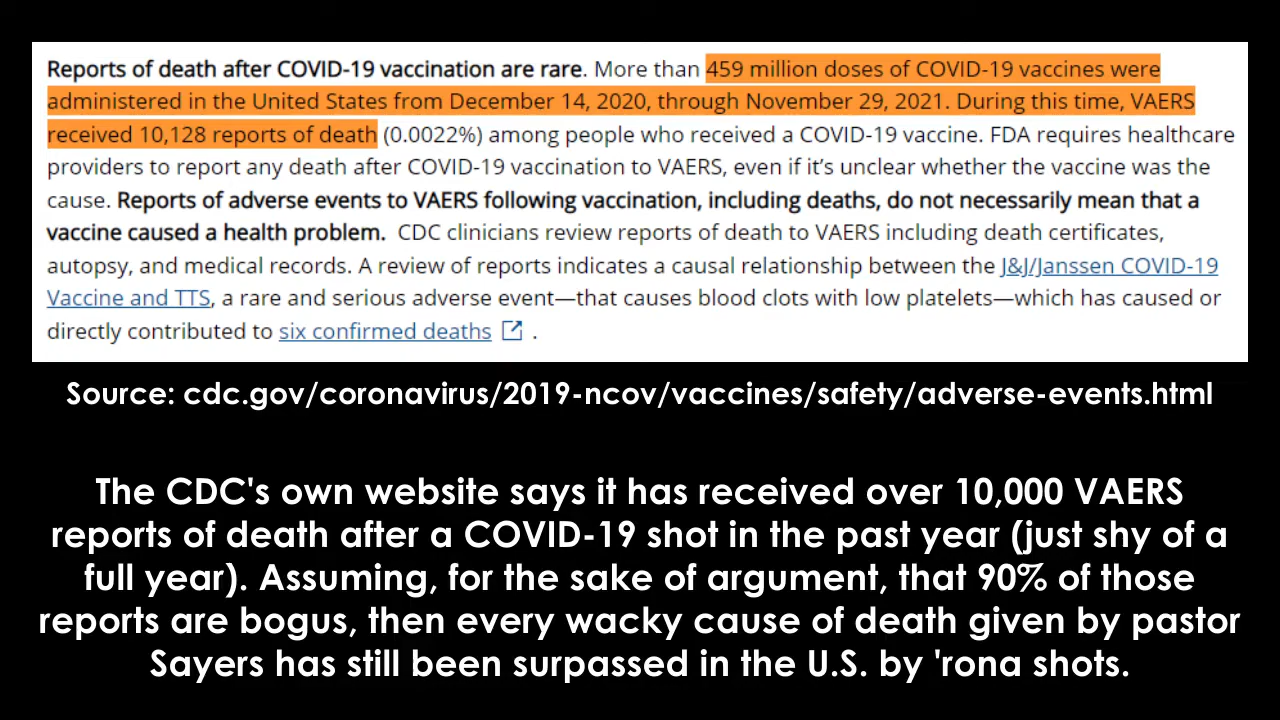 Reports of death after COVID-19 vaccination are rare. More than 459 million doses of COVID-19 vaccines were
administered in the United States from December 14, 2020, through November 29, 2021. During this time, VAERS
received 10,128 reports of death (0.0022%) among people who received a COVID-19 vaccine. FDA requires healthcare
providers to report any death after COVID-19 vaccination to VAERS, even if it’s unclear whether the vaccine was the
cause. Reports of adverse events to VAERS following vaccination, including deaths, do not necessarily mean that a
vaccine caused a health problem. CDC clinicians review reports of death to VAERS including death certificates,
autopsy, and medical records. A review of reports indicates a causal relationship between the J&J/Janssen COVID-19
Vaccine and TTS, a rare and serious adverse event—that causes blood clots with low platelets—which has caused or
directly contributed to six confirmed deaths .
Source: cdc.gov/coronavirus/2019-ncov/vaccines/safety/adverse-events.html
The CDC's own website says it has received over 10,000 VAERS
reports of death after a COVID-19 shot in the past year (just shy of a
full year). Assuming, for the sake of argument, that 90% of those
reports are bogus, then every wacky cause of death given by pastor
Sayers has still been surpassed in the U.S. by 'rona shots.